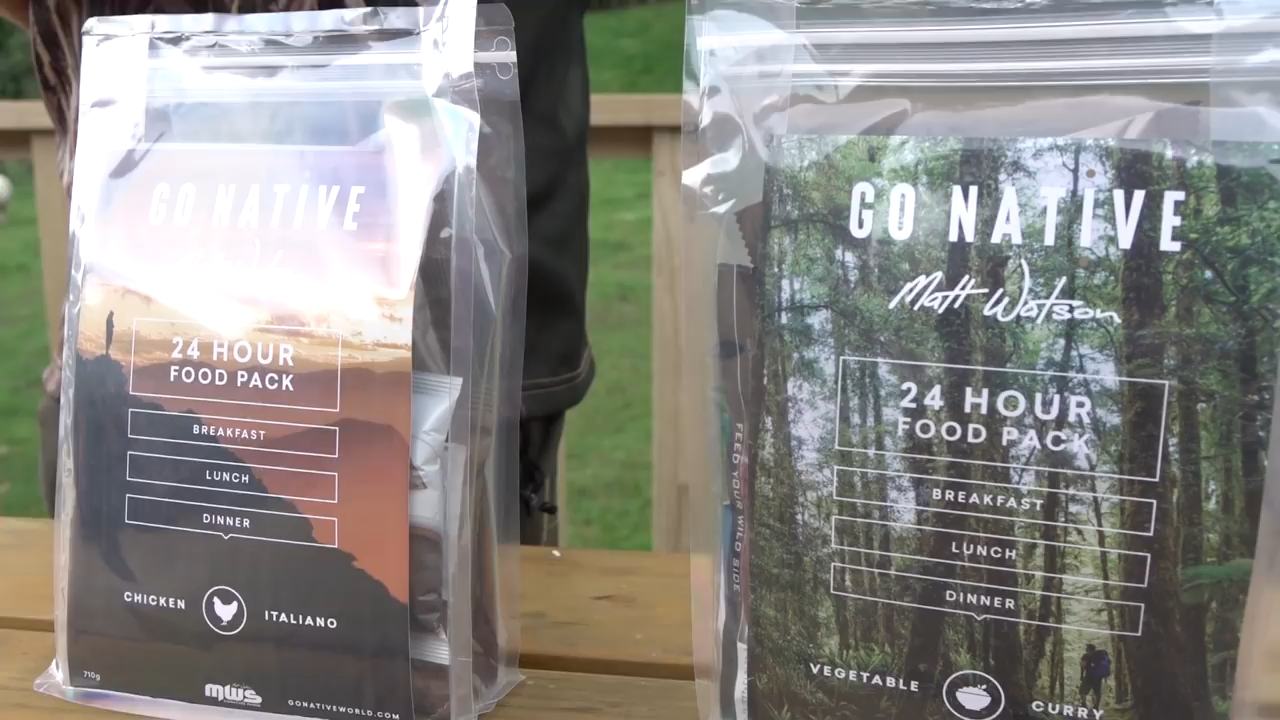 GO NATIVE
24 HOUR
FOOD PACK
BREAKFAST
LUNCH
DINNER
CHICKEN ITALIANO
710g
MWS
GONATIVEWORLD.COM
GO NATIVE
Matt Watson
24 HOUR
FOOD PACK
BREAKFAST
LUNCH
DINNER
VEGETABLE CURRY
FEED YOUR WILD SIDE